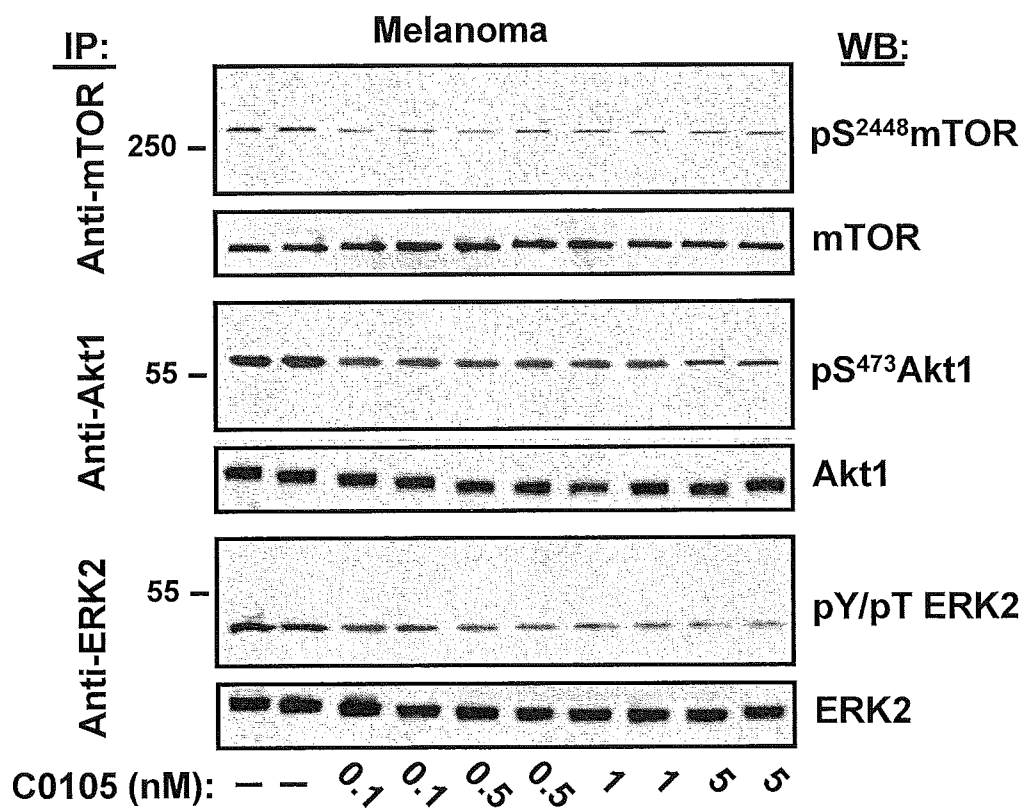 Melanoma
IP:
WB:
Anti-mTOR
250 –
pS²⁴⁴⁸mTOR
mTOR
Anti-Akt1
55 –
pS⁴⁷³Akt1
Akt1
Anti-ERK2
55 –
pY/pT ERK2
ERK2
C0105 (nM): – – 0.1 0.1 0.5 0.5 1 1 5 5